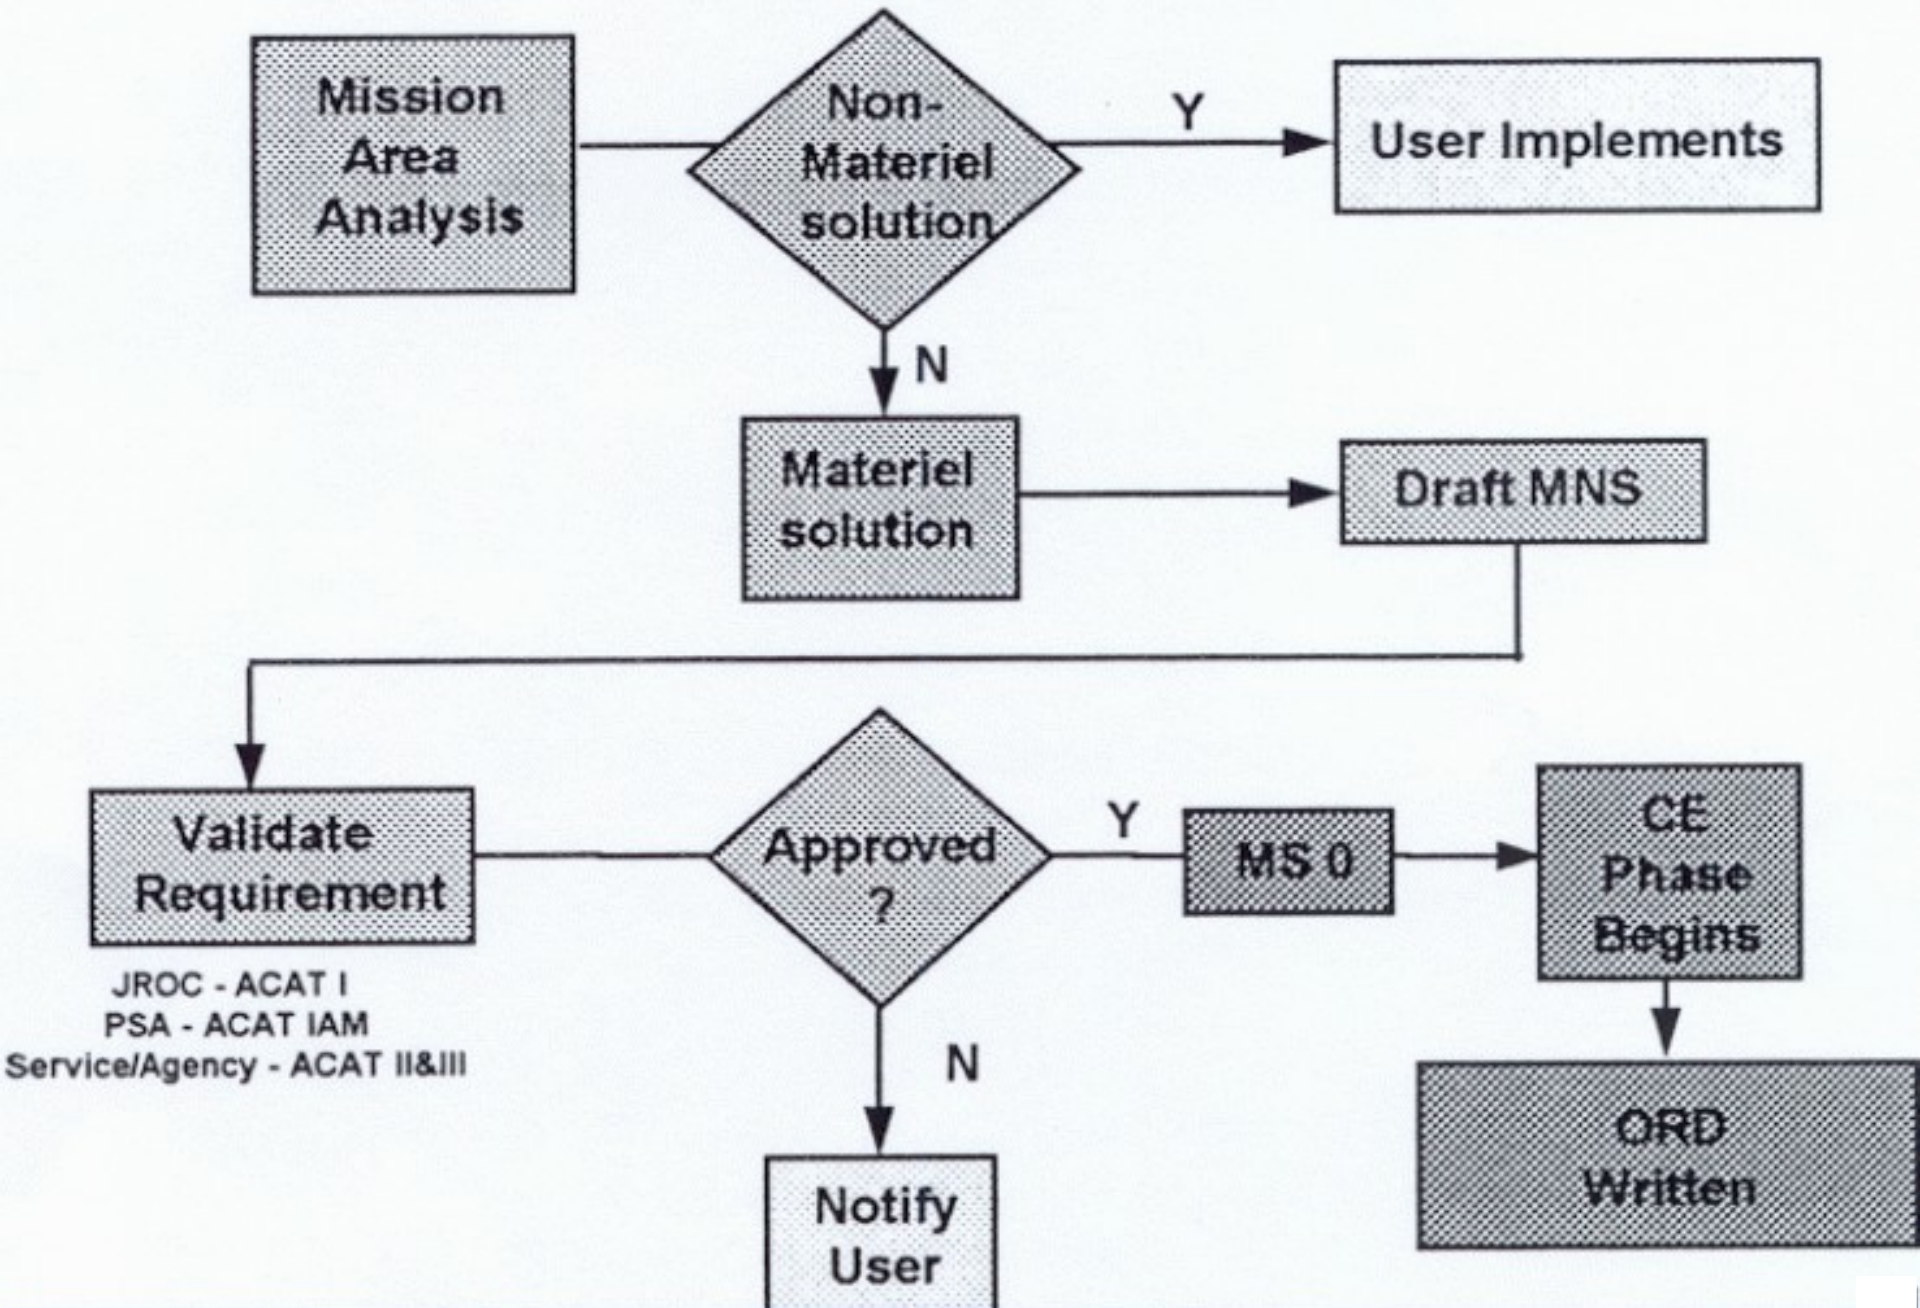 Mission
Area
Analysis
Non-
Materiel
solution
Y
User Implements
N
Materiel
solution
Draft MNS
Validate
Requirement
JROC - ACAT I
PSA - ACAT IAM
Service/Agency - ACAT II&III
Approved
?
Y
MS 0
CE
Phase
Begins
N
ORD
Written
Notify
User